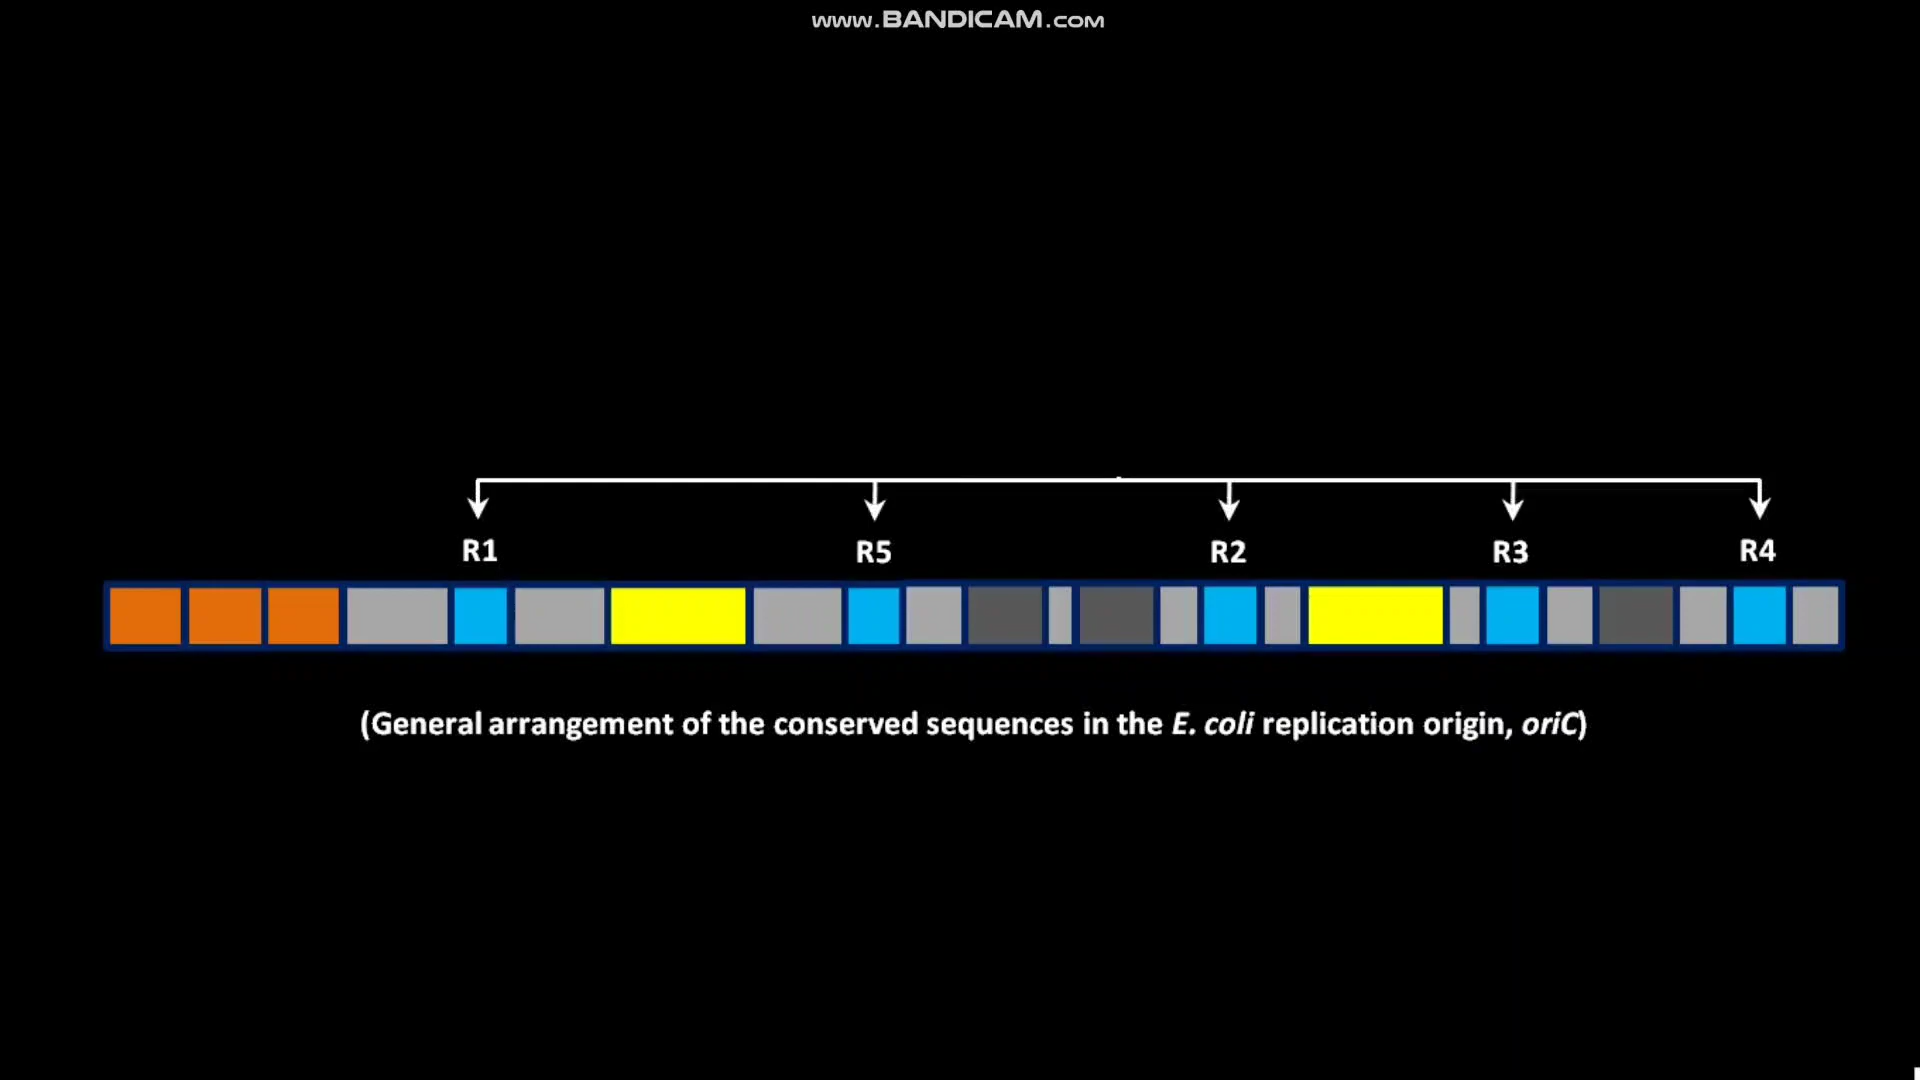 www.BANDICAM.com
R1 R5 R2 R3 R4
(General arrangement of the conserved sequences in the E. coli replication origin, oriC)